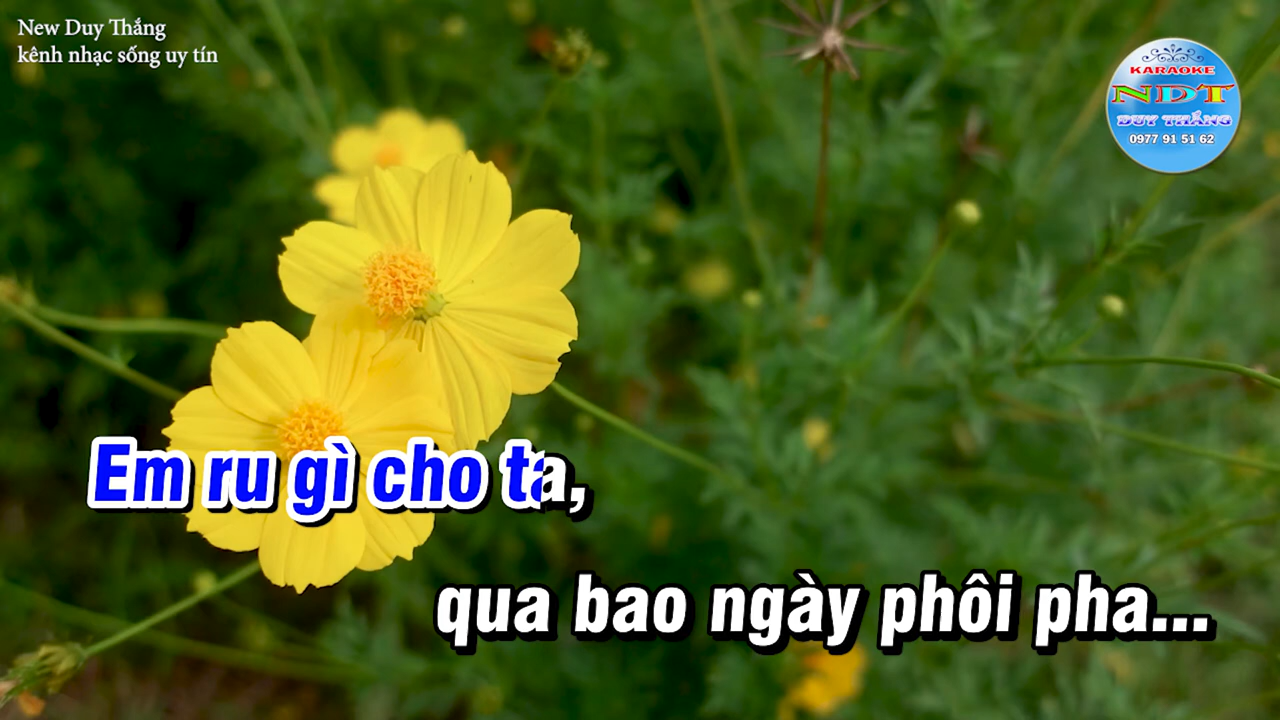 New Duy Thắng
kênh nhạc sống uy tín
KARAOKE
NDT
DUY THẮNG
0977 91 51 62
Em ru gì cho ta,
qua bao ngày phôi pha...